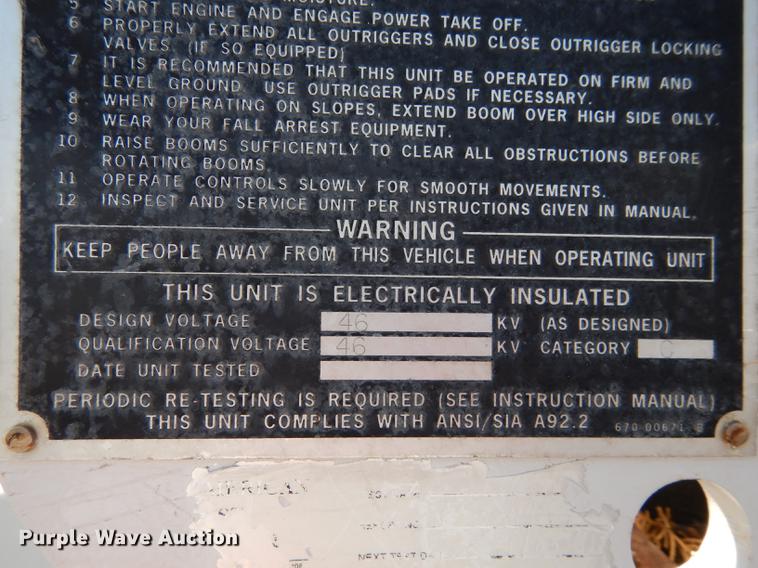 MOISTURE.
5 START ENGINE AND ENGAGE POWER TAKE OFF.
6 PROPERLY EXTEND ALL OUTRIGGERS AND CLOSE OUTRIGGER LOCKING
VALVES. (IF SO EQUIPPED)
7 IT IS RECOMMENDED THAT THIS UNIT BE OPERATED ON FIRM AND
LEVEL GROUND. USE OUTRIGGER PADS IF NECESSARY.
8 WHEN OPERATING ON SLOPES, EXTEND BOOM OVER HIGH SIDE ONLY.
9 WEAR YOUR FALL ARREST EQUIPMENT.
10 RAISE BOOMS SUFFICIENTLY TO CLEAR ALL OBSTRUCTIONS BEFORE
ROTATING BOOMS.
11 OPERATE CONTROLS SLOWLY FOR SMOOTH MOVEMENTS.
12 INSPECT AND SERVICE UNIT PER INSTRUCTIONS GIVEN IN MANUAL.
WARNING
KEEP PEOPLE AWAY FROM THIS VEHICLE WHEN OPERATING UNIT
THIS UNIT IS ELECTRICALLY INSULATED
DESIGN VOLTAGE 46 KV (AS DESIGNED)
QUALIFICATION VOLTAGE 46 KV CATEGORY C
DATE UNIT TESTED
PERIODIC RE-TESTING IS REQUIRED (SEE INSTRUCTION MANUAL)
THIS UNIT COMPLIES WITH ANSI/SIA A92.2 670 00671 B
NEXT TEST
Purple Wave Auction